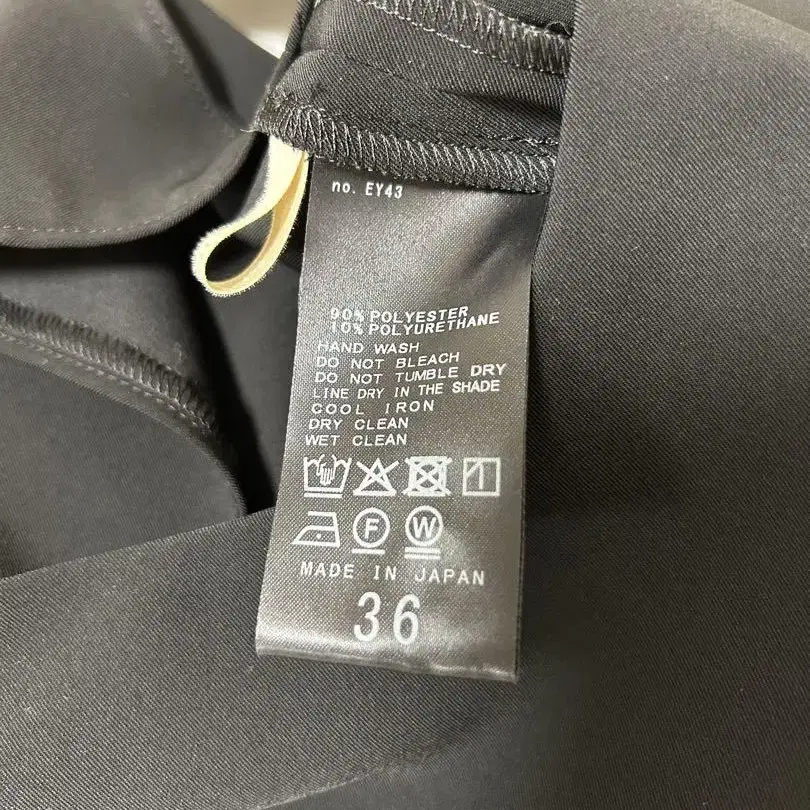 no. EY43
90% POLYESTER
10% POLYURETHANE
HAND WASH
DO NOT BLEACH
DO NOT TUMBLE DRY
LINE DRY IN THE SHADE
COOL IRON
DRY CLEAN
WET CLEAN
F W
MADE IN JAPAN
36